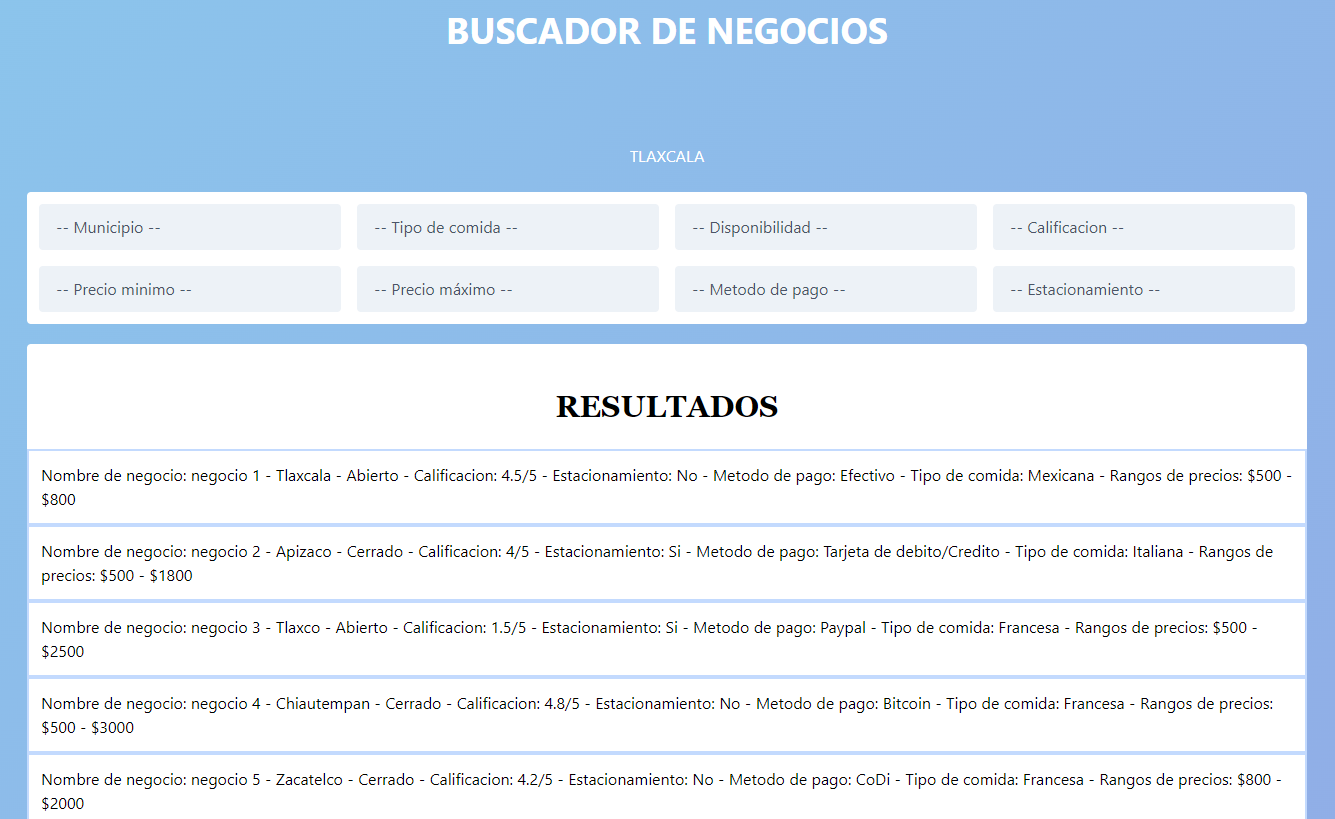 BUSCADOR DE NEGOCIOS
TLAXCALA
-- Municipio --
-- Tipo de comida --
-- Disponibilidad --
-- Calificacion --
-- Precio minimo --
-- Precio máximo --
-- Metodo de pago --
-- Estacionamiento --
RESULTADOS
Nombre de negocio: negocio 1 - Tlaxcala - Abierto - Calificacion: 4.5/5 - Estacionamiento: No - Metodo de pago: Efectivo - Tipo de comida: Mexicana - Rangos de precios: $500 -
$800
Nombre de negocio: negocio 2 - Apizaco - Cerrado - Calificacion: 4/5 - Estacionamiento: Si - Metodo de pago: Tarjeta de debito/Credito - Tipo de comida: Italiana - Rangos de
precios: $500 - $1800
Nombre de negocio: negocio 3 - Tlaxco - Abierto - Calificacion: 1.5/5 - Estacionamiento: Si - Metodo de pago: Paypal - Tipo de comida: Francesa - Rangos de precios: $500 -
$2500
Nombre de negocio: negocio 4 - Chiautempan - Cerrado - Calificacion: 4.8/5 - Estacionamiento: No - Metodo de pago: Bitcoin - Tipo de comida: Francesa - Rangos de precios:
$500 - $3000
Nombre de negocio: negocio 5 - Zacatelco - Cerrado - Calificacion: 4.2/5 - Estacionamiento: No - Metodo de pago: CoDi - Tipo de comida: Francesa - Rangos de precios: $800 -
$2000